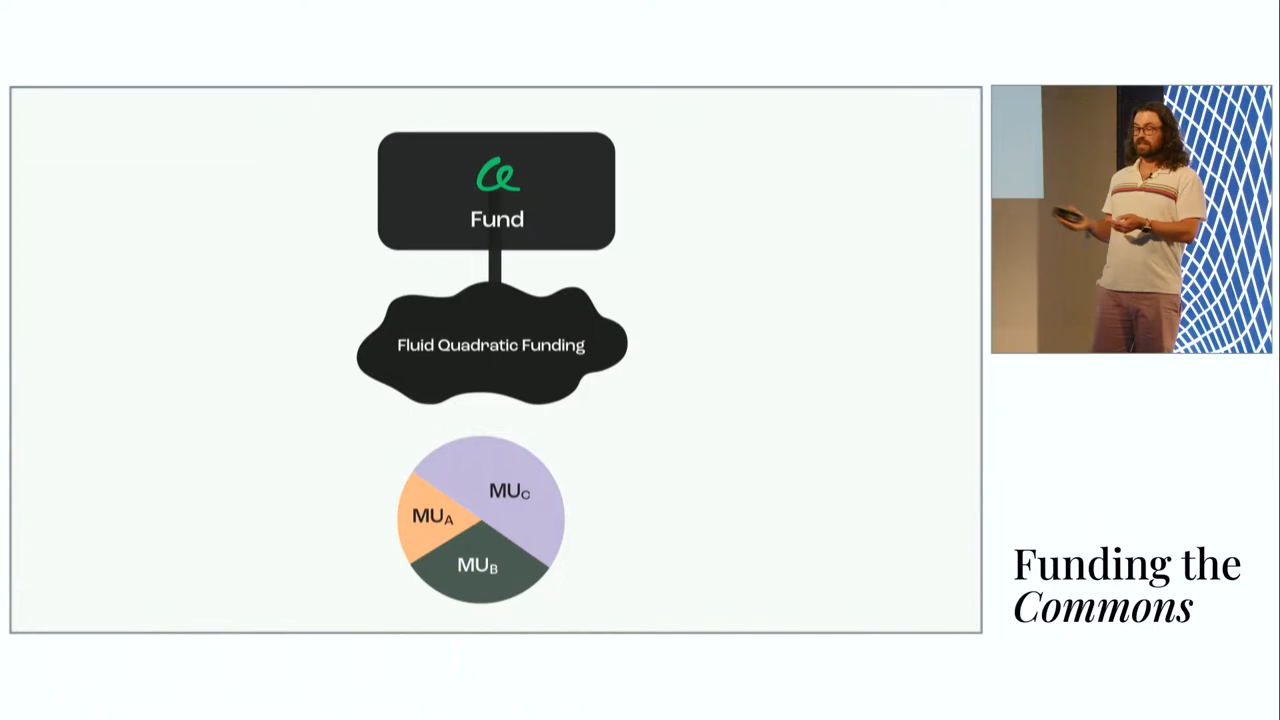 Fund
Fluid Quadratic Funding
MUC
MUA
MUB
Funding the
Commons